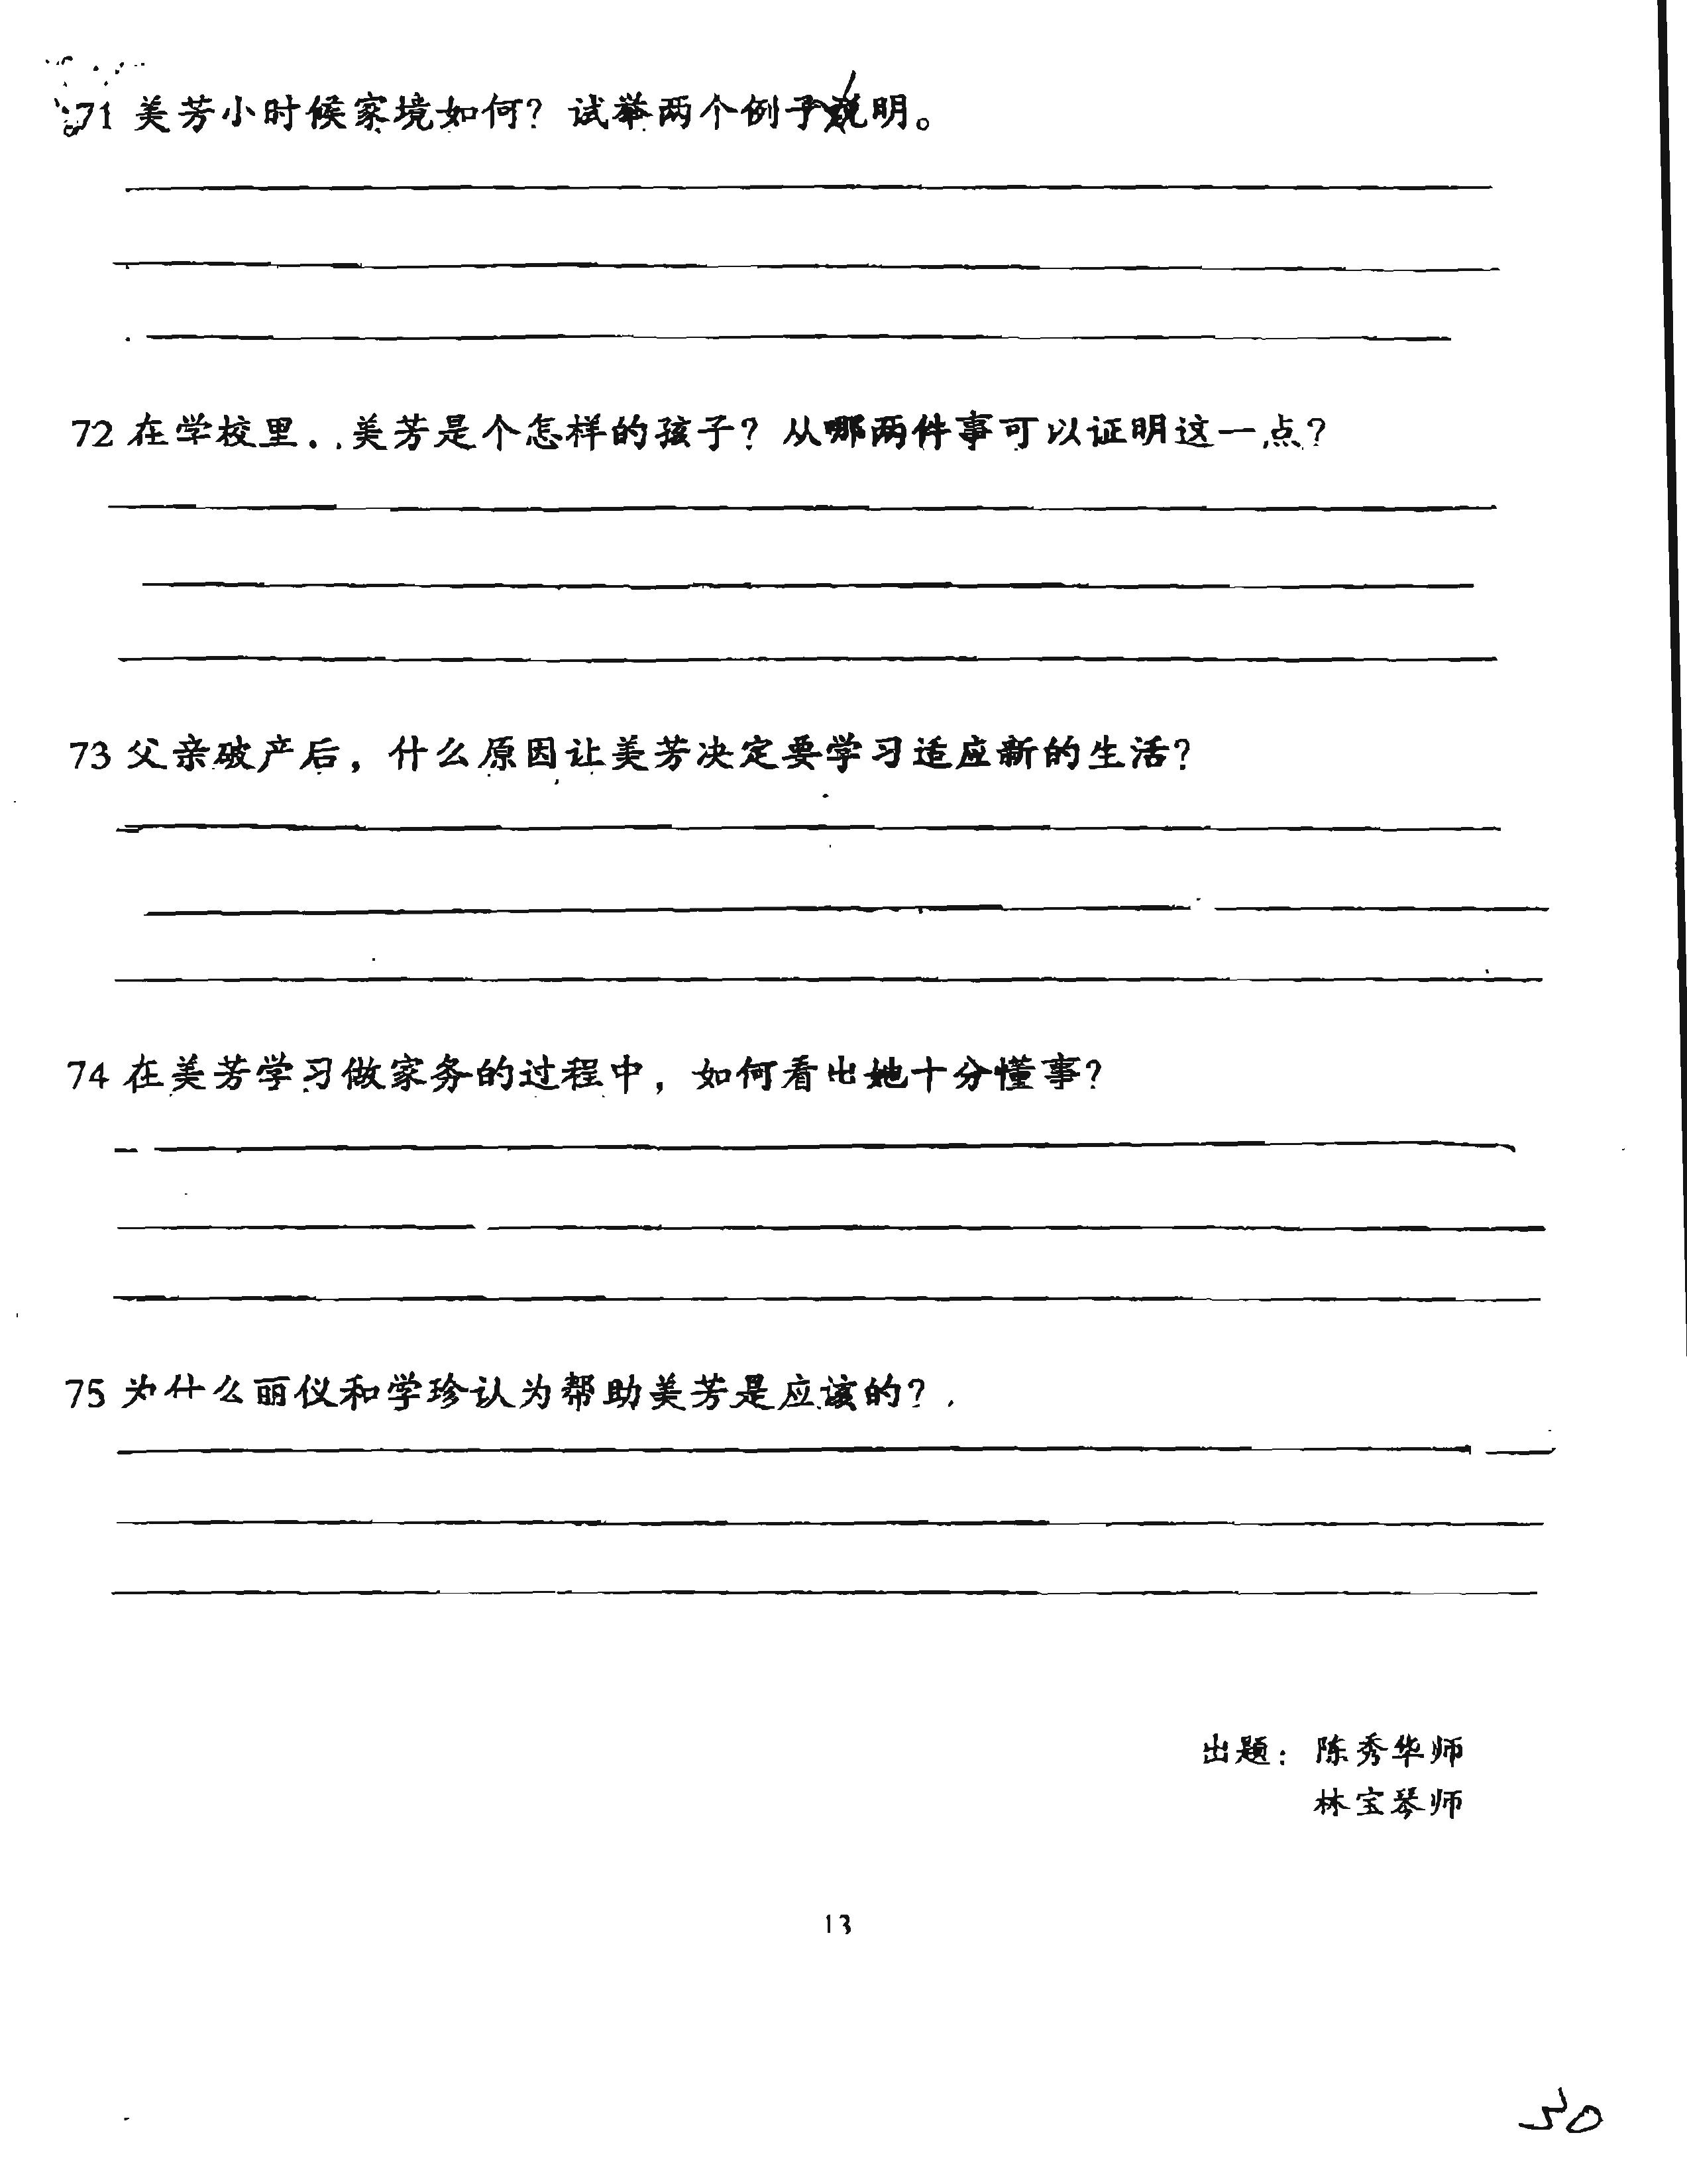 71 美芳小时候家境如何？试举两个例子说明。
72 在学校里，美芳是个怎样的孩子？从哪两件事可以证明这一点？
73 父亲破产后，什么原因让美芳决定要学习适应新的生活？
74 在美芳学习做家务的过程中，如何看出她十分懂事？
75 为什么丽仪和学珍认为帮助美芳是应该的？
出题：陈秀华师
林宝琴师
13
30